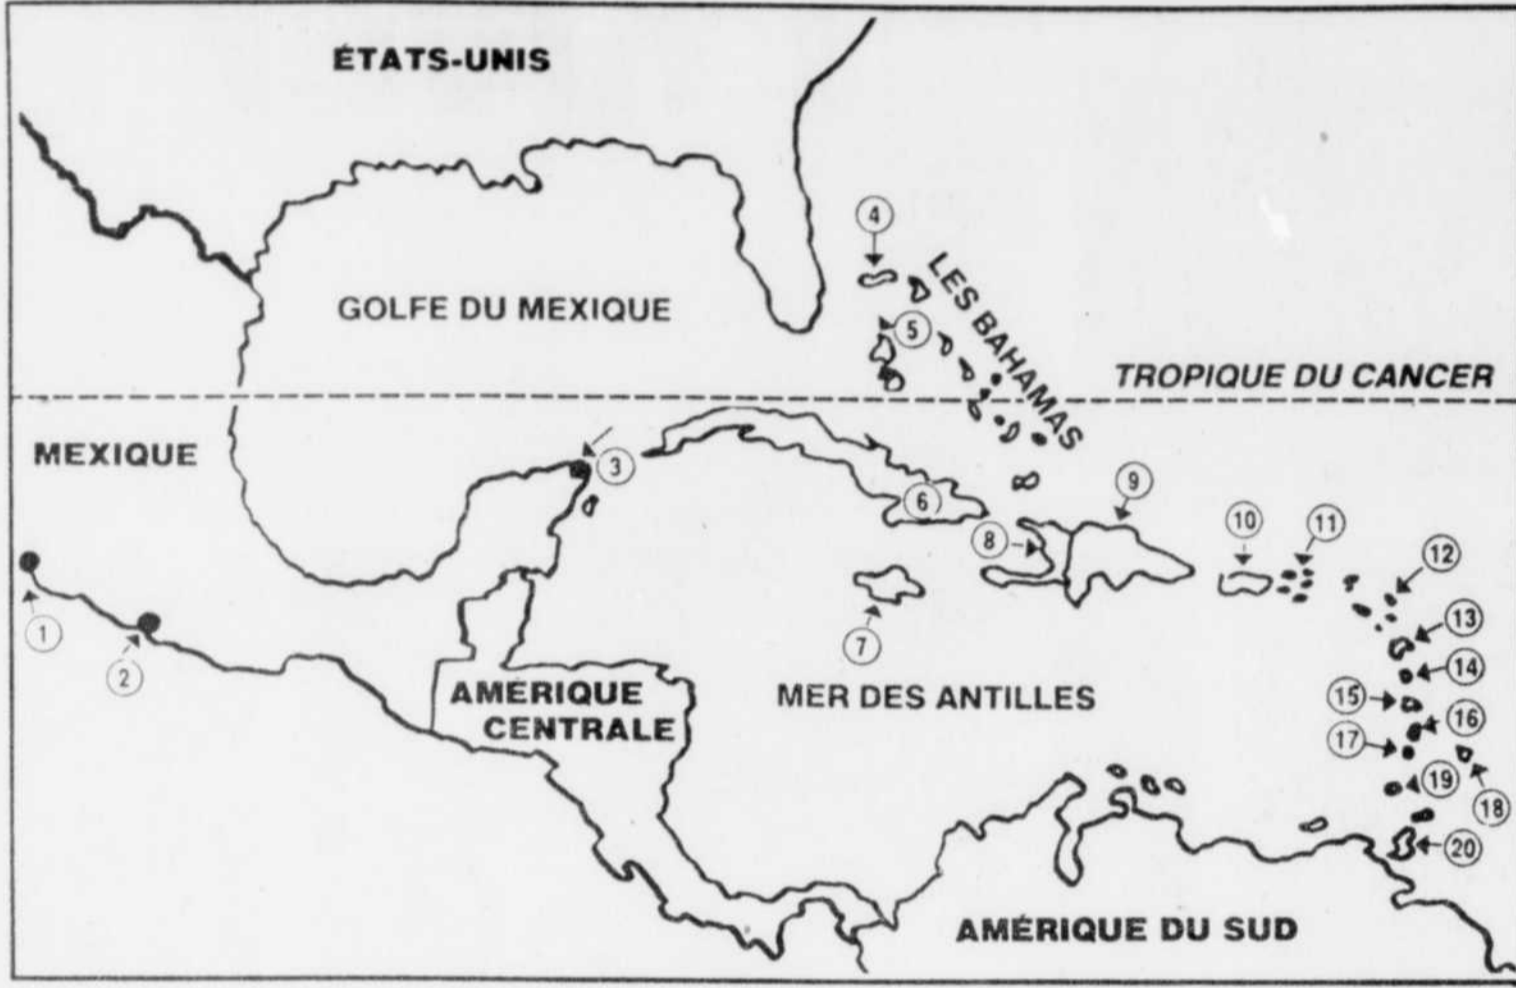 ÉTATS-UNIS
4
LES BAHAMAS
GOLFE DU MEXIQUE
5
TROPIQUE DU CANCER
MEXIQUE
3
6
9
8
10
11
12
1
2
7
13
14
AMÉRIQUE
CENTRALE
MER DES ANTILLES
15
16
17
19
18
20
AMÉRIQUE DU SUD